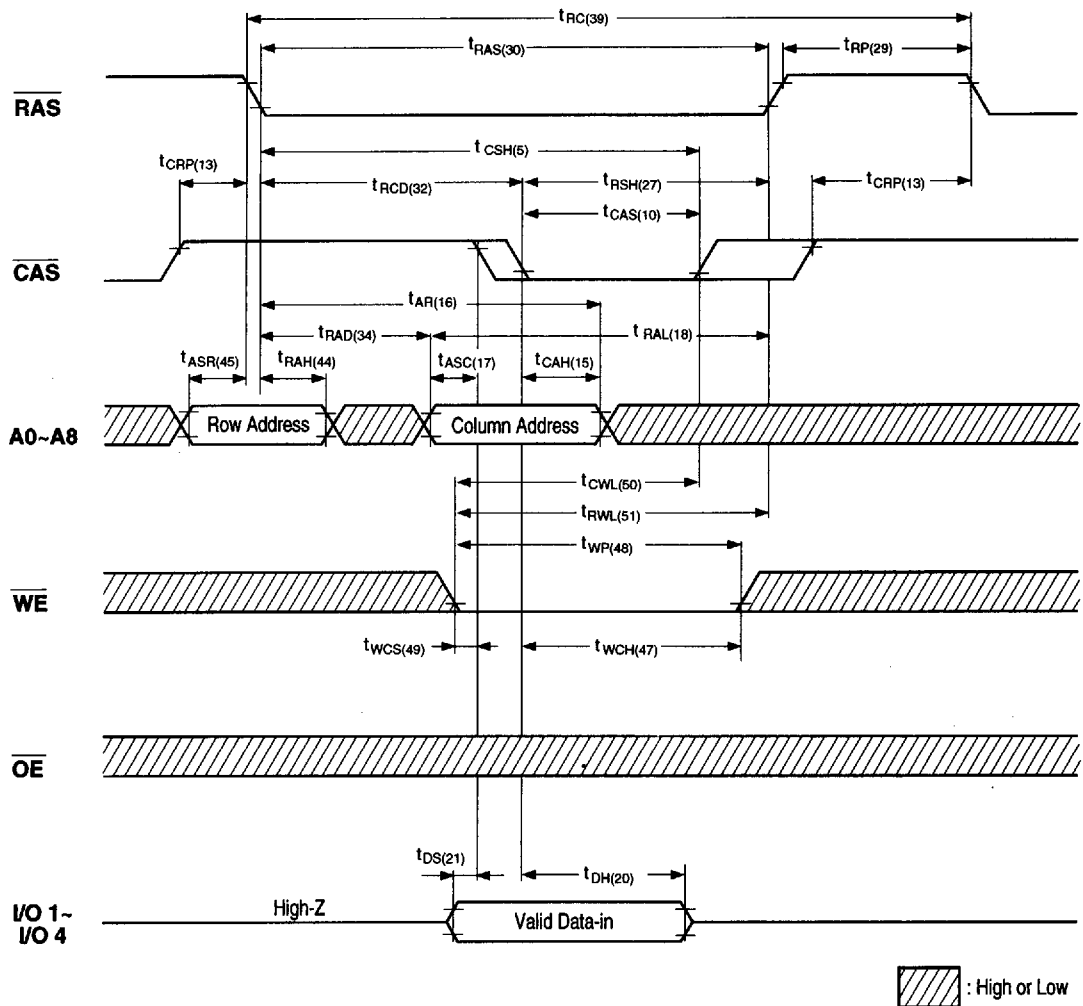 tRC(39)
tRAS(30)
tRP(29)
RAS
tCSH(5)
tCRP(13)
tRCD(32)
tRSH(27)
tCRP(13)
tCAS(10)
CAS
tAR(16)
tRAD(34)
tRAL(18)
tASR(45)
tRAH(44)
tASC(17)
tCAH(15)
A0~A8
Row Address
Column Address
tCWL(50)
tRWL(51)
tWP(48)
WE
tWCS(49)
tWCH(47)
OE
tDS(21)
tDH(20)
I/O 1~
I/O 4
High-Z
Valid Data-in
: High or Low